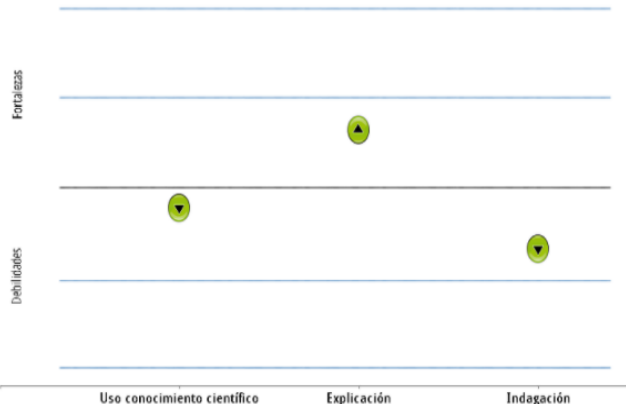 Fortalezas
Debilidades
Uso conocimiento científico
Explicación
Indagación